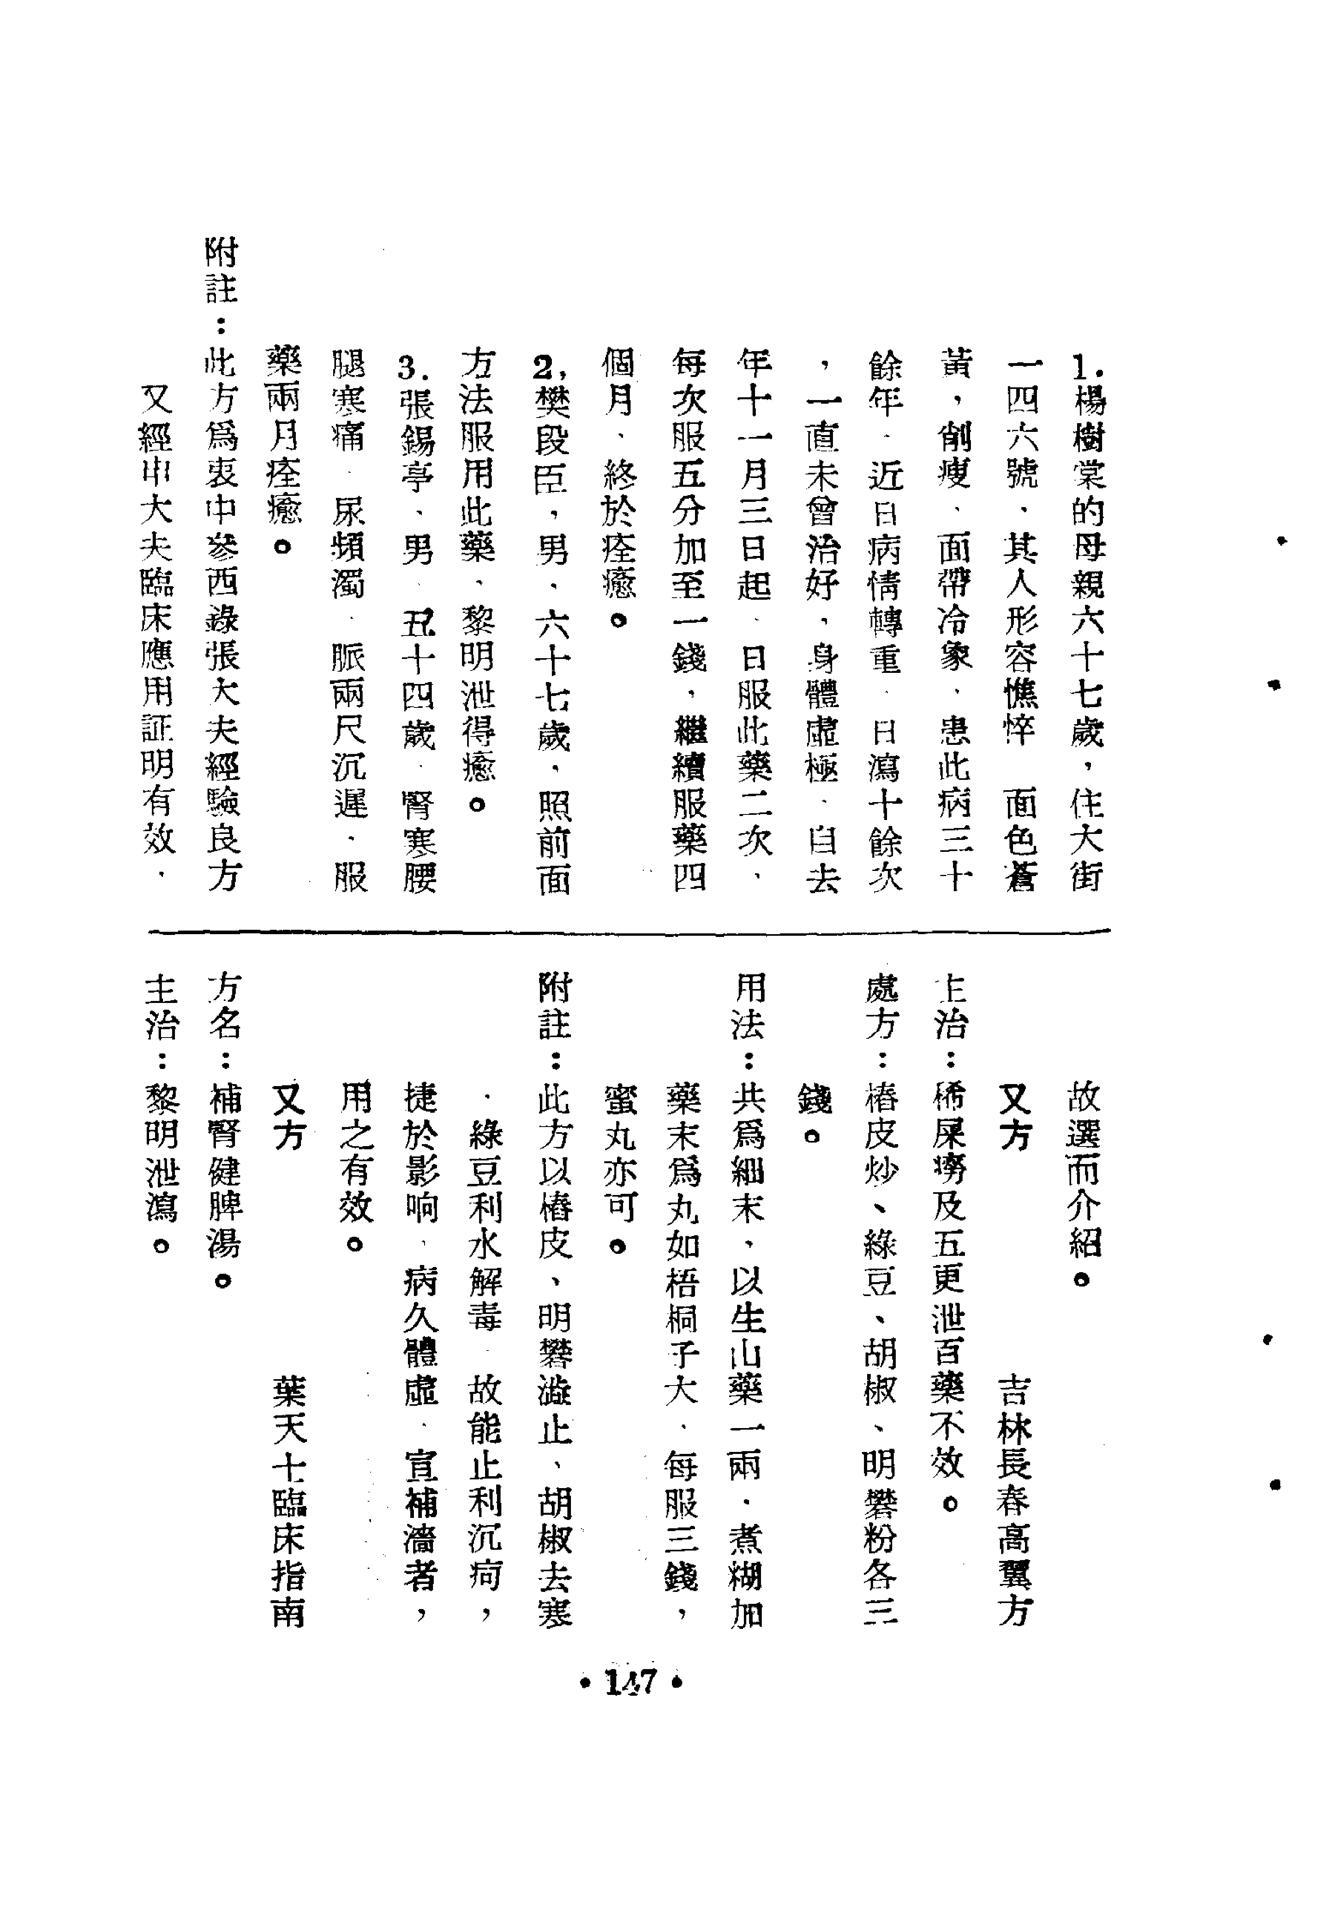 1.楊樹棠的母親六十七歲，住大街
一四六號、其人形容憔悴　面色蒼
黃，削瘦、面帶冷象、患此病三十
餘年、近日病情轉重、日瀉十餘次
，一直未曾治好，身體虛極、自去
年十一月三日起、日服此藥二次、
每次服五分加至一錢，繼續服藥四
個月、終於痊癒。
2,樊段臣，男、六十七歲，照前面
方法服用此藥、黎明泄得癒。
3.張錫亭、男、五十四歲、腎寒腰
腿寒痛、尿頻濁、脈兩尺沉遲、服
藥兩月痊癒。
附註：此方爲衷中參西錄張大夫經驗良方
又經申大夫臨床應用証明有效、
故選而介紹。
又方　吉林長春高翼方
主治：稀屎癆及五更泄百藥不效。
處方：樁皮炒、綠豆、胡椒、明礬粉各三
錢。
用法：共爲細末、以生山藥一兩、煮糊加
藥末爲丸如梧桐子大、每服三錢，
蜜丸亦可。
附註：此方以樁皮、明礬澁止、胡椒去寒
、綠豆利水解毒　故能止利沉疴，
捷於影响、病久體虛、宣補濇者，
用之有效。
又方　葉天士臨床指南
方名：補腎健脾湯。
主治：黎明泄瀉。
•147•